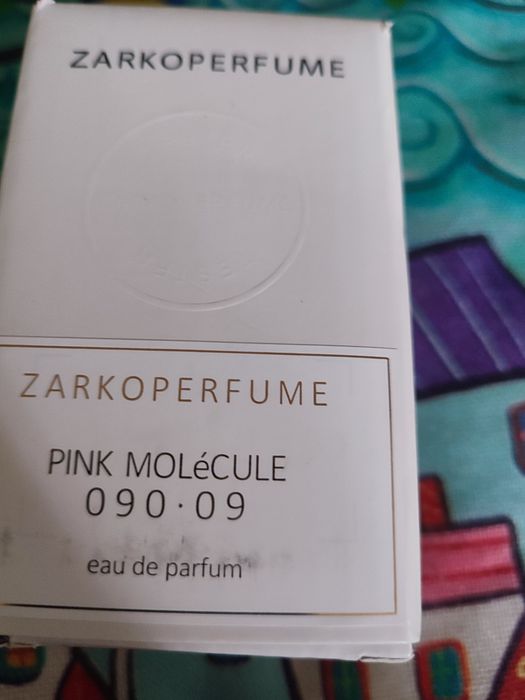 ZARKOPERFUME
ZARKOPERFUME
PINK MOLéCULE
090·09
eau de parfum